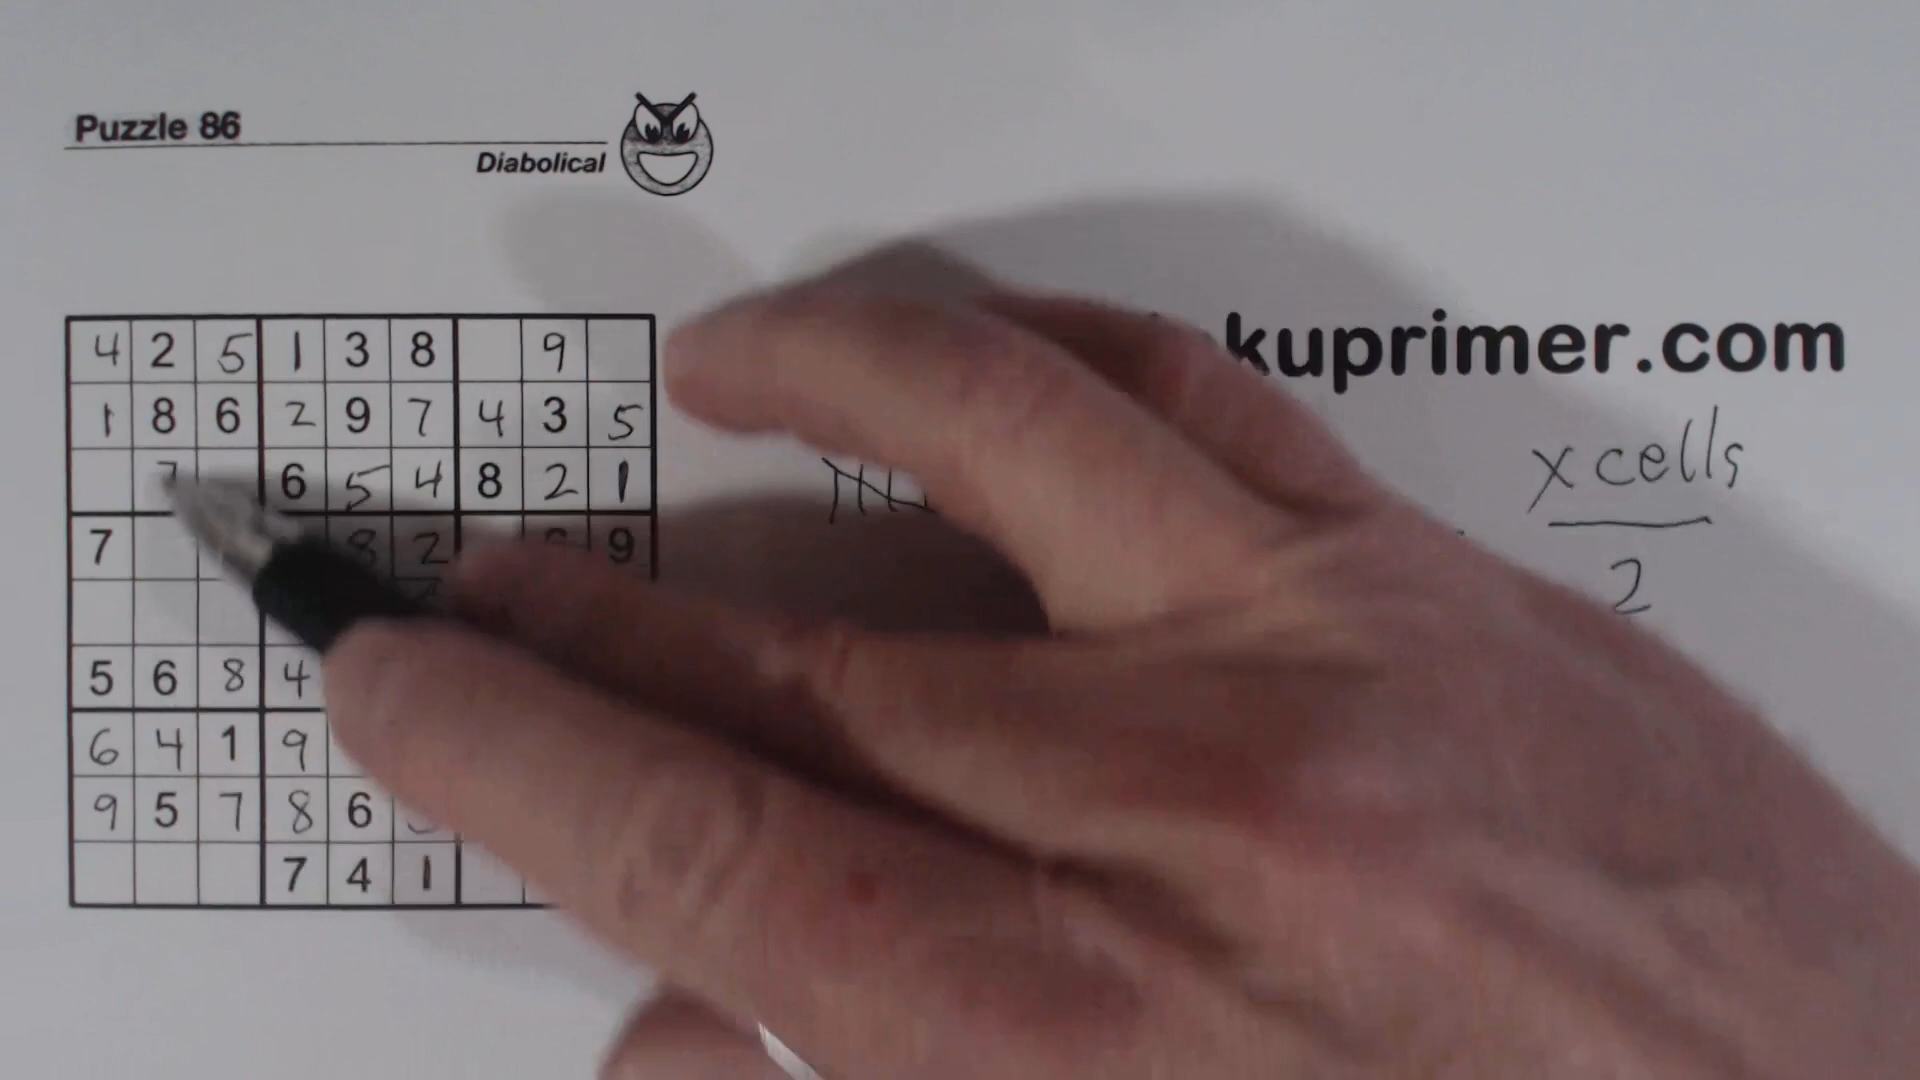 Puzzle 86
Diabolical
kuprimer.com
x cells
2
4 2 5 1 3 8 9
1 8 6 2 9 7 4 3 5
7 6 5 4 8 2 1
7 8 2 9
5 6 8 4
6 4 1 9
9 5 7 8 6
7 4 1